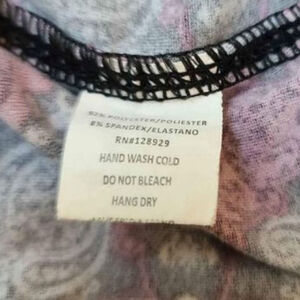 92% POLYESTER/POLIESTER
8% SPANDEX/ELASTANO
RN#128929
HAND WASH COLD
DO NOT BLEACH
HANG DRY